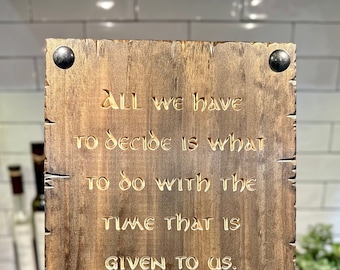 All we have
to decide is what
to do with the
time that is
given to us.